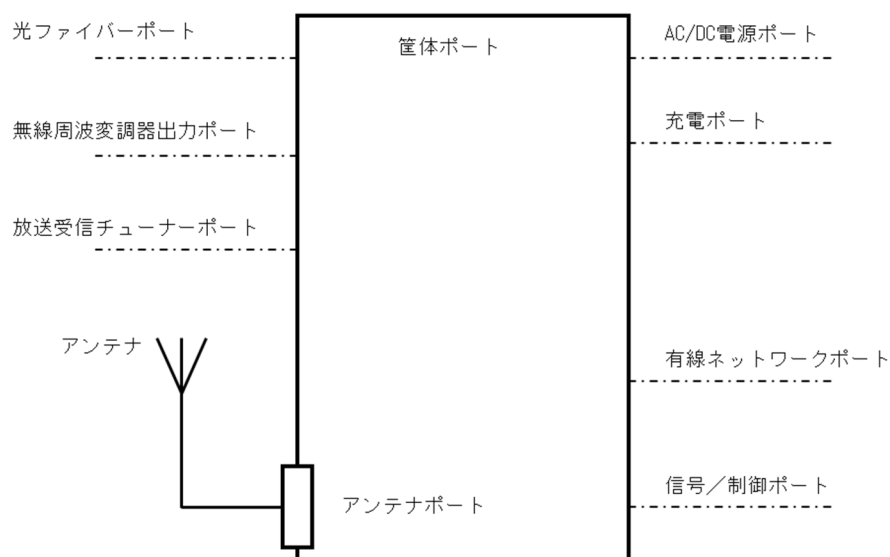 光ファイバーポート
無線周波変調器出力ポート
放送受信チューナーポート
アンテナ
筐体ポート
アンテナポート
AC/DC電源ポート
充電ポート
有線ネットワークポート
信号／制御ポート